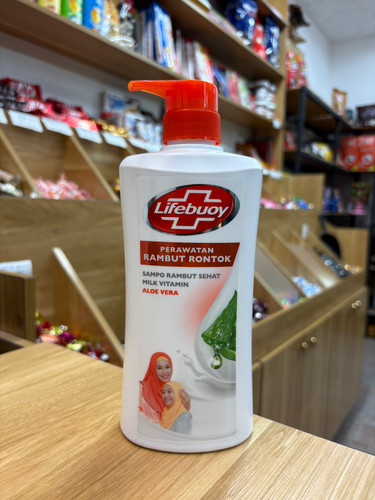 Lifebuoy
PERAWATAN
RAMBUT RONTOK
SAMPO RAMBUT SEHAT
MILK VITAMIN
ALOE VERA